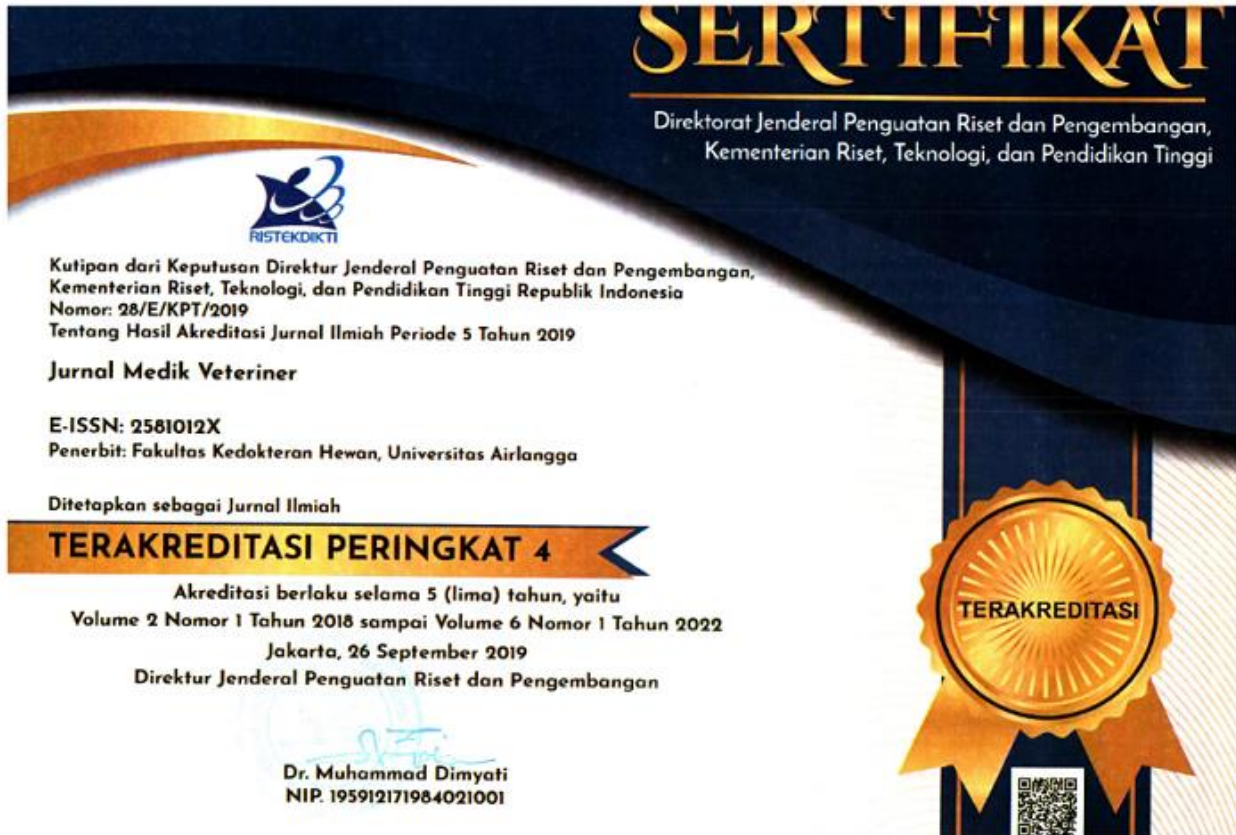 SERTIFIKAT
Direktorat Jenderal Penguatan Riset dan Pengembangan,
Kementerian Riset, Teknologi, dan Pendidikan Tinggi
RISTEKDIKTI
Kutipan dari Keputusan Direktur Jenderal Penguatan Riset dan Pengembangan,
Kementerian Riset, Teknologi, dan Pendidikan Tinggi Republik Indonesia
Nomor: 28/E/KPT/2019
Tentang Hasil Akreditasi Jurnal Ilmiah Periode 5 Tahun 2019
Jurnal Medik Veteriner
E-ISSN: 2581012X
Penerbit: Fakultas Kedokteran Hewan, Universitas Airlangga
Ditetapkan sebagai Jurnal Ilmiah
TERAKREDITASI PERINGKAT 4
Akreditasi berlaku selama 5 (lima) tahun, yaitu
Volume 2 Nomor 1 Tahun 2018 sampai Volume 6 Nomor 1 Tahun 2022
Jakarta, 26 September 2019
Direktur Jenderal Penguatan Riset dan Pengembangan
Dr. Muhammad Dimyati
NIP. 195912171984021001
TERAKREDITASI